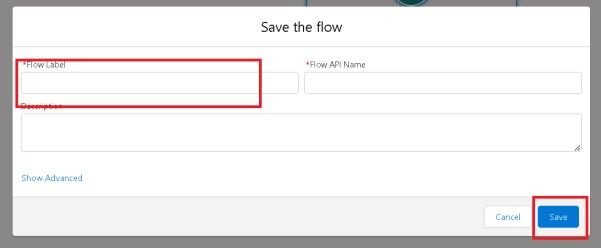 Save the flow
*Flow Label
*Flow API Name
Description
Show Advanced
Cancel
Save